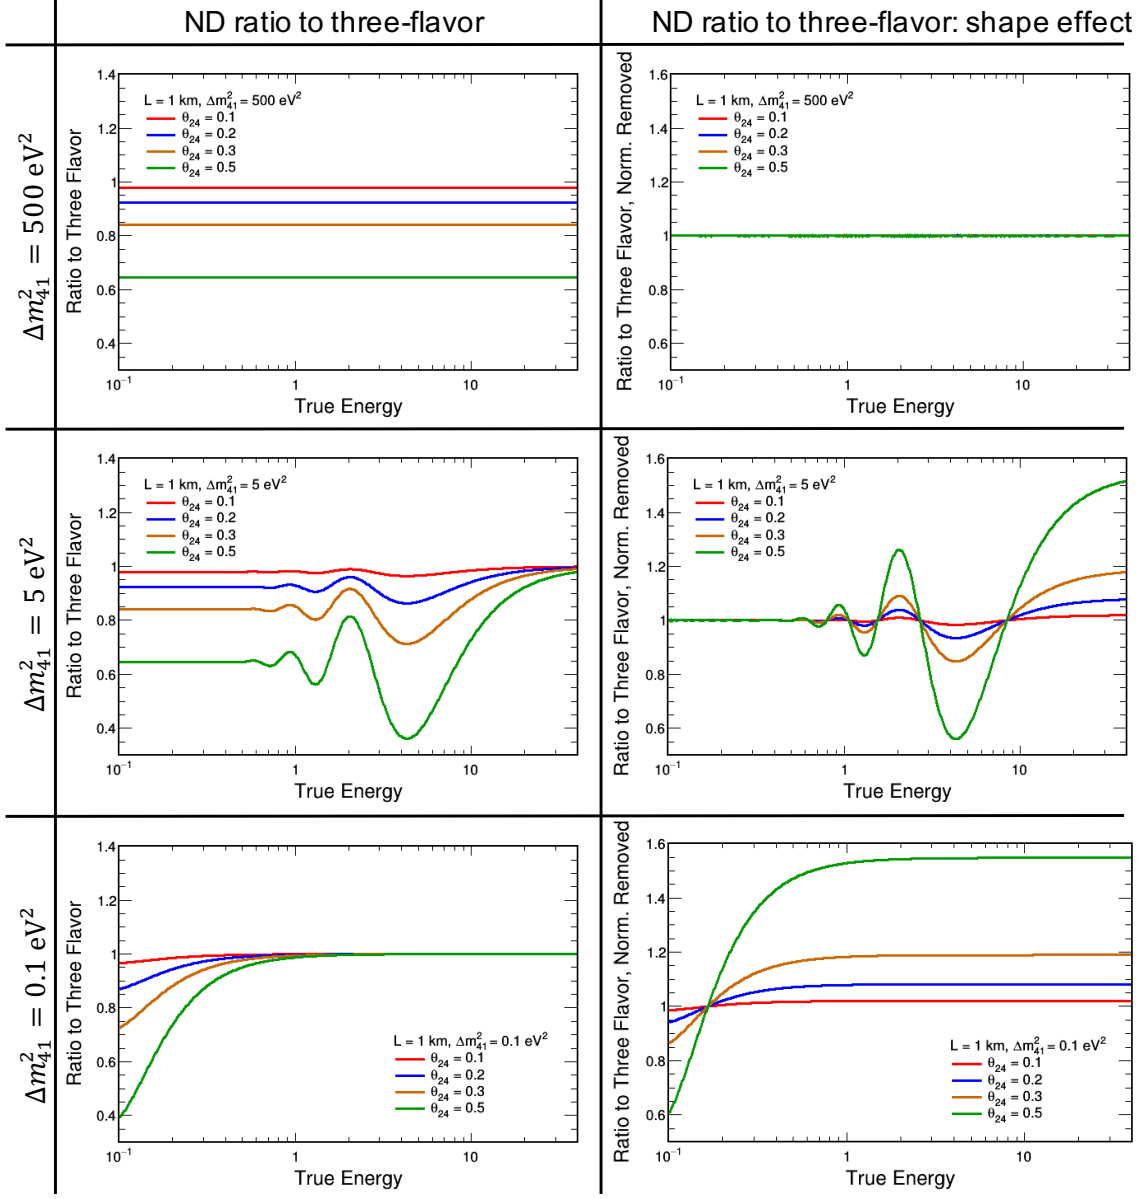 ND ratio to three-flavor
ND ratio to three-flavor: shape effect
Δm²₄₁ = 500 eV²
Ratio to Three Flavor
1.4
1.2
1
0.8
0.6
0.4
L = 1 km, Δm²₄₁ = 500 eV²
θ₂₄ = 0.1
θ₂₄ = 0.2
θ₂₄ = 0.3
θ₂₄ = 0.5
10⁻¹ 1 10
True Energy
Ratio to Three Flavor, Norm. Removed
1.6
1.4
1.2
1
0.8
0.6
L = 1 km, Δm²₄₁ = 500 eV²
θ₂₄ = 0.1
θ₂₄ = 0.2
θ₂₄ = 0.3
θ₂₄ = 0.5
10⁻¹ 1 10
True Energy
Δm²₄₁ = 5 eV²
Ratio to Three Flavor
1.4
1.2
1
0.8
0.6
0.4
L = 1 km, Δm²₄₁ = 5 eV²
θ₂₄ = 0.1
θ₂₄ = 0.2
θ₂₄ = 0.3
θ₂₄ = 0.5
10⁻¹ 1 10
True Energy
Ratio to Three Flavor, Norm. Removed
1.6
1.4
1.2
1
0.8
0.6
L = 1 km, Δm²₄₁ = 5 eV²
θ₂₄ = 0.1
θ₂₄ = 0.2
θ₂₄ = 0.3
θ₂₄ = 0.5
10⁻¹ 1 10
True Energy
Δm²₄₁ = 0.1 eV²
Ratio to Three Flavor
1.4
1.2
1
0.8
0.6
0.4
L = 1 km, Δm²₄₁ = 0.1 eV²
θ₂₄ = 0.1
θ₂₄ = 0.2
θ₂₄ = 0.3
θ₂₄ = 0.5
10⁻¹ 1 10
True Energy
Ratio to Three Flavor, Norm. Removed
1.6
1.4
1.2
1
0.8
0.6
L = 1 km, Δm²₄₁ = 0.1 eV²
θ₂₄ = 0.1
θ₂₄ = 0.2
θ₂₄ = 0.3
θ₂₄ = 0.5
10⁻¹ 1 10
True Energy